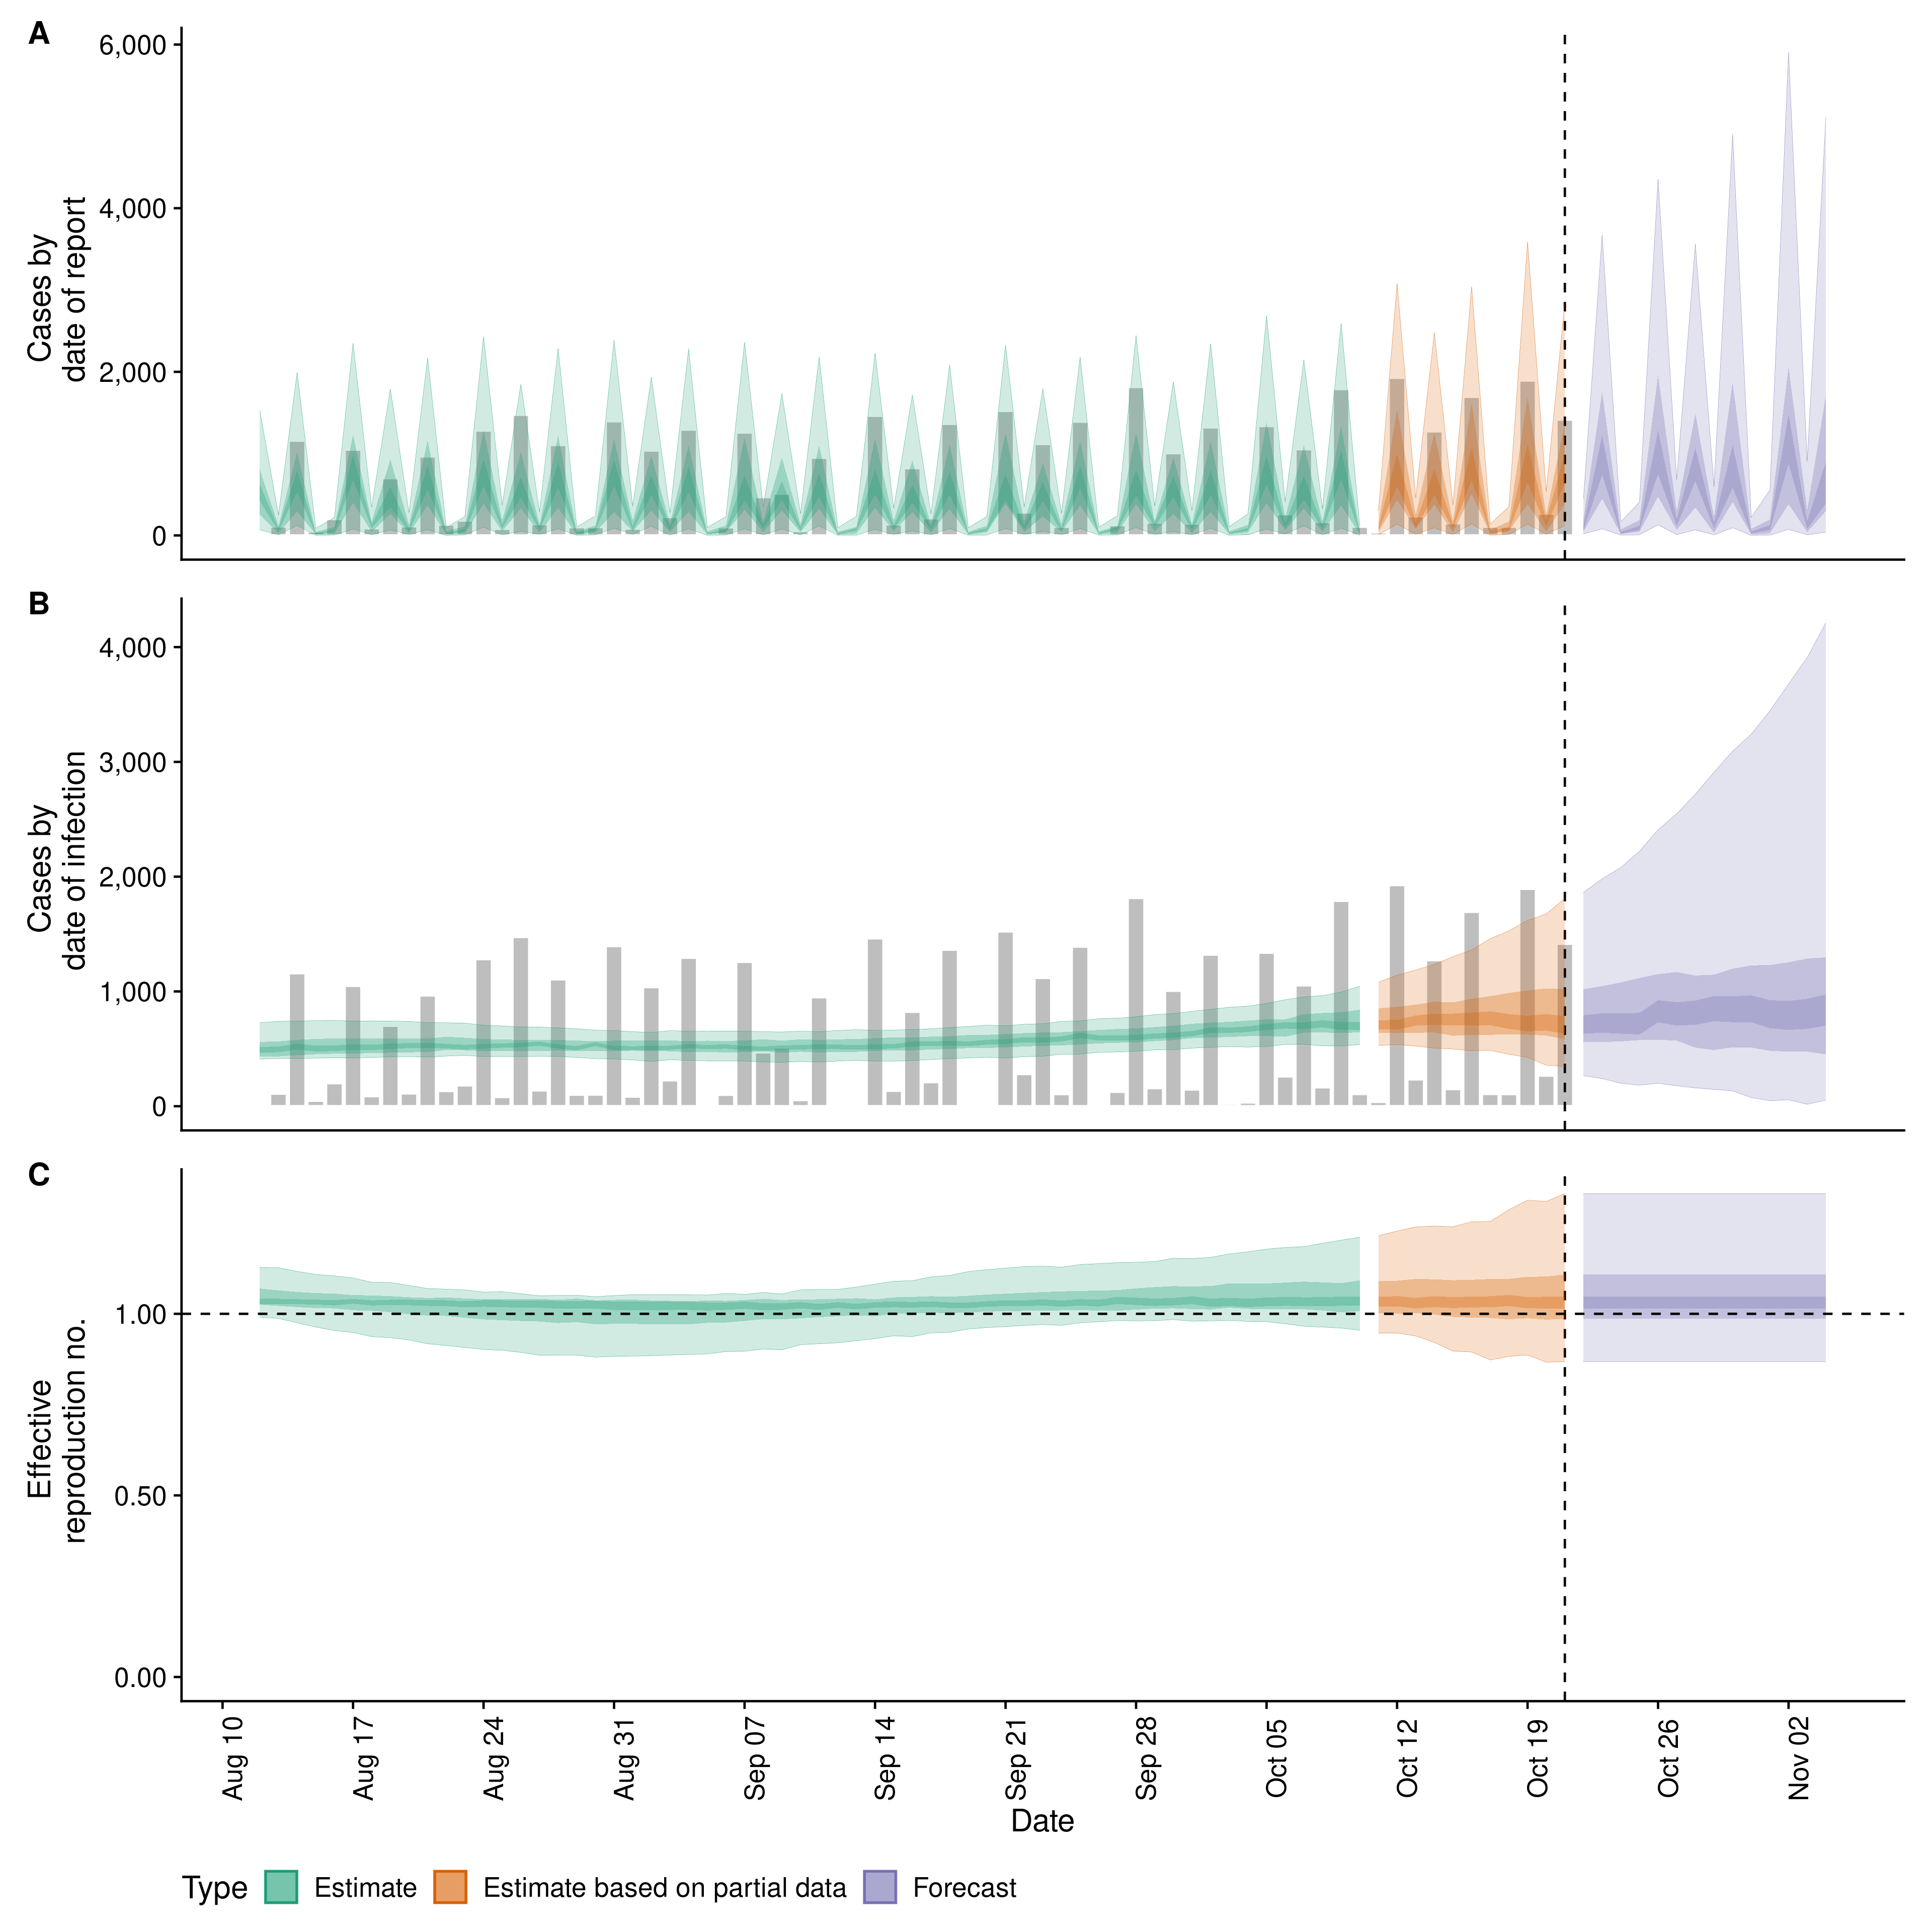 A
6,000
4,000
2,000
0
Cases by
date of report
B
4,000
3,000
2,000
1,000
0
Cases by
date of infection
C
1.00
0.50
0.00
Effective
reproduction no.
Aug 10
Aug 17
Aug 24
Aug 31
Sep 07
Sep 14
Sep 21
Sep 28
Oct 05
Oct 12
Oct 19
Oct 26
Nov 02
Date
Type Estimate Estimate based on partial data Forecast